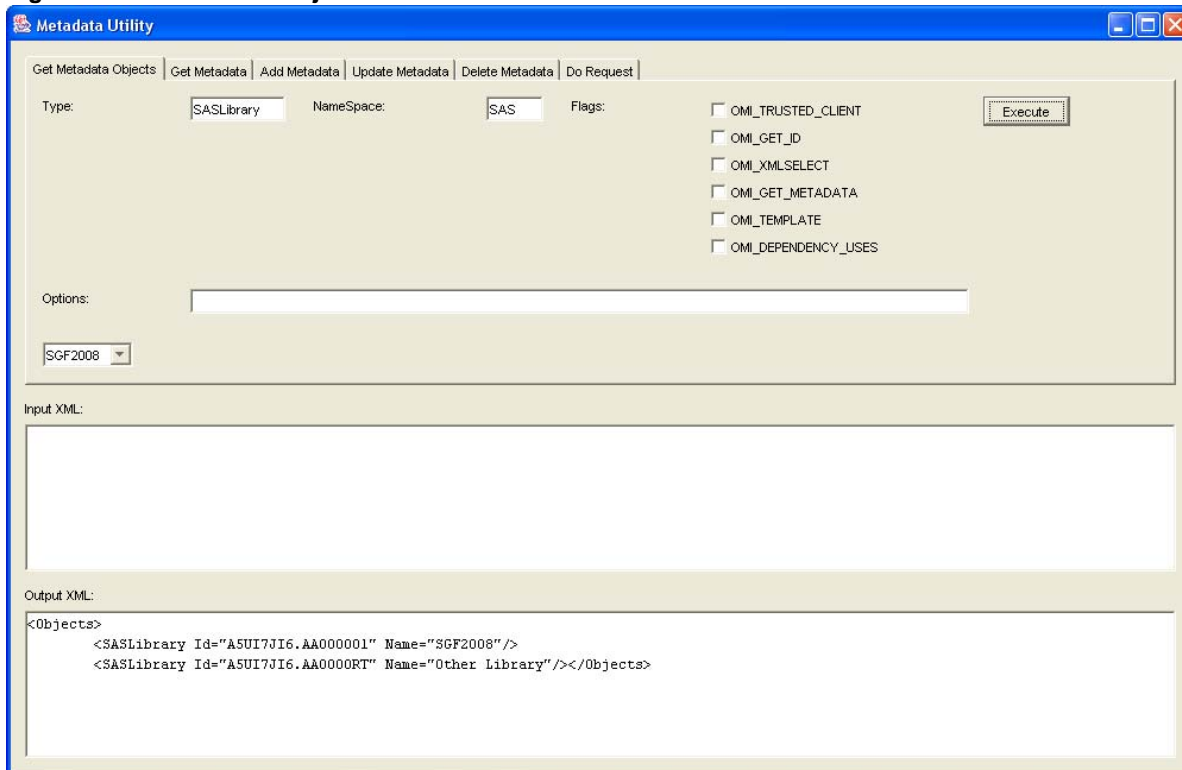 Metadata Utility
Get Metadata Objects Get Metadata Add Metadata Update Metadata Delete Metadata Do Request
Type: SASLibrary NameSpace: SAS Flags: OMI_TRUSTED_CLIENT Execute
OMI_GET_ID
OMI_XMLSELECT
OMI_GET_METADATA
OMI_TEMPLATE
OMI_DEPENDENCY_USES
Options:
SGF2008
Input XML:
Output XML:
<Objects>
<SASLibrary Id="A5UI7JI6.AA000001" Name="SGF2008"/>
<SASLibrary Id="A5UI7JI6.AA0000RT" Name="Other Library"/></Objects>